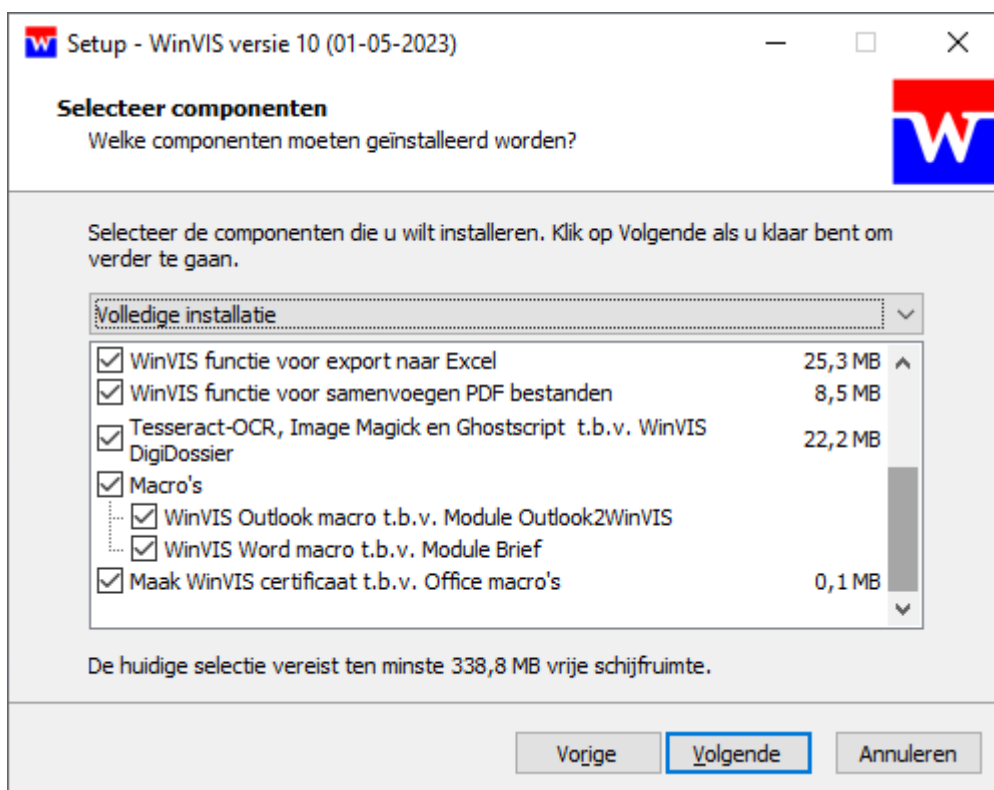 W Setup - WinVIS versie 10 (01-05-2023)
Selecteer componenten
Welke componenten moeten geïnstalleerd worden?
W
Selecteer de componenten die u wilt installeren. Klik op Volgende als u klaar bent om
verder te gaan.
Volledige installatie
WinVIS functie voor export naar Excel 25,3 MB
WinVIS functie voor samenvoegen PDF bestanden 8,5 MB
Tesseract-OCR, Image Magick en Ghostscript  t.b.v. WinVIS
DigiDossier 22,2 MB
Macro's
WinVIS Outlook macro t.b.v. Module Outlook2WinVIS
WinVIS Word macro t.b.v. Module Brief
Maak WinVIS certificaat t.b.v. Office macro's 0,1 MB
De huidige selectie vereist ten minste 338,8 MB vrije schijfruimte.
Vorige Volgende Annuleren